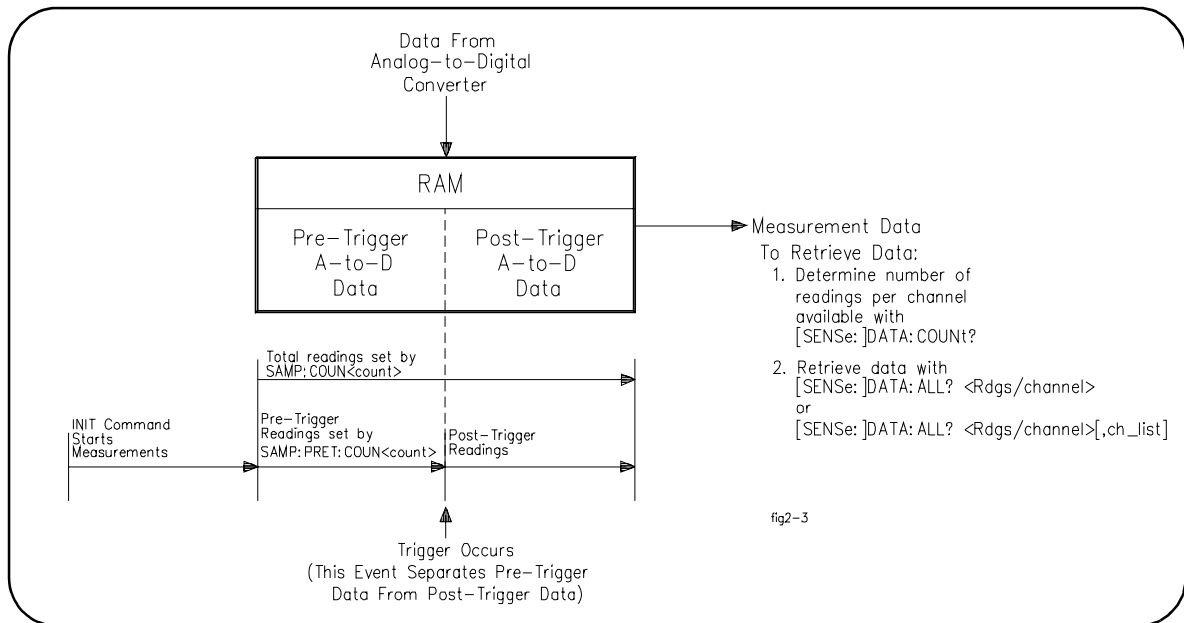 Data From
Analog-to-Digital
Converter
RAM
Pre-Trigger
A-to-D
Data
Post-Trigger
A-to-D
Data
Measurement Data
To Retrieve Data:
1. Determine number of
readings per channel
available with
[SENSe:]DATA:COUNt?
2. Retrieve data with
[SENSe:]DATA:ALL? <Rdgs/channel>
or
[SENSe:]DATA:ALL? <Rdgs/channel>[,ch_list]
Total readings set by
SAMP:COUN<count>
INIT Command
Starts
Measurements
Pre-Trigger
Readings set by
SAMP:PRET:COUN<count>
Post-Trigger
Readings
fig2-3
Trigger Occurs
(This Event Separates Pre-Trigger
Data From Post-Trigger Data)